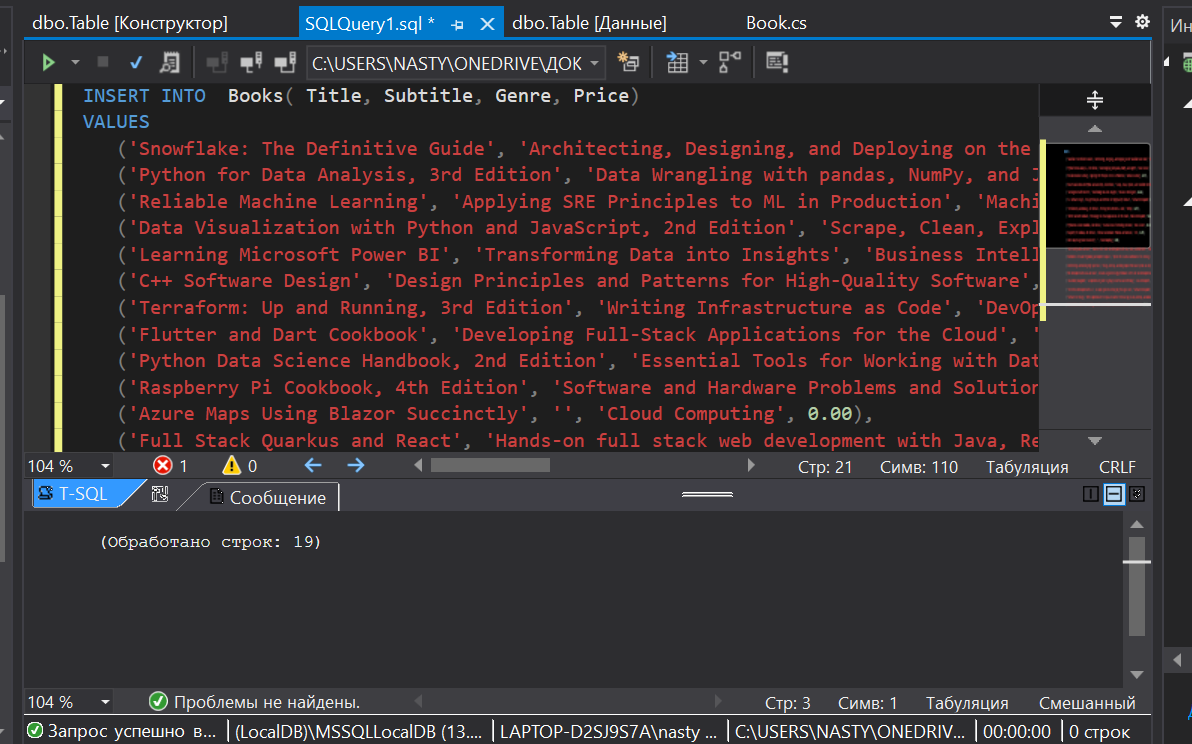 dbo.Table [Конструктор] SQLQuery1.sql * dbo.Table [Данные] Book.cs
Ин
C:\USERS\NASTY\ONEDRIVE\ДОК
INSERT INTO Books( Title, Subtitle, Genre, Price)
VALUES
('Snowflake: The Definitive Guide', 'Architecting, Designing, and Deploying on the
('Python for Data Analysis, 3rd Edition', 'Data Wrangling with pandas, NumPy, and J
('Reliable Machine Learning', 'Applying SRE Principles to ML in Production', 'Machi
('Data Visualization with Python and JavaScript, 2nd Edition', 'Scrape, Clean, Expl
('Learning Microsoft Power BI', 'Transforming Data into Insights', 'Business Intell
('C++ Software Design', 'Design Principles and Patterns for High-Quality Software',
('Terraform: Up and Running, 3rd Edition', 'Writing Infrastructure as Code', 'DevOp
('Flutter and Dart Cookbook', 'Developing Full-Stack Applications for the Cloud', '
('Python Data Science Handbook, 2nd Edition', 'Essential Tools for Working with Dat
('Raspberry Pi Cookbook, 4th Edition', 'Software and Hardware Problems and Solution
('Azure Maps Using Blazor Succinctly', '', 'Cloud Computing', 0.00),
('Full Stack Quarkus and React', 'Hands-on full stack web development with Java, Re
104 % 1 0 Стр: 21 Симв: 110 Табуляция CRLF
T-SQL Сообщение
(Обработано строк: 19)
104 % Проблемы не найдены. Стр: 3 Симв: 1 Табуляция Смешанный
Запрос успешно в... (LocalDB)\MSSQLLocalDB (13.... LAPTOP-D2SJ9S7A\nasty ... C:\USERS\NASTY\ONEDRIV... 00:00:00 0 строк